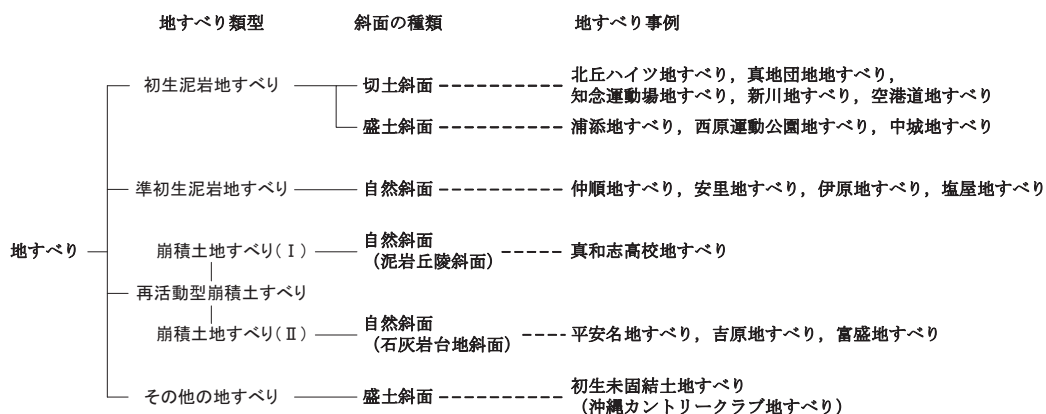 地すべり類型　斜面の種類　地すべり事例
初生泥岩地すべり　切土斜面　北丘ハイツ地すべり，真地団地地すべり，
知念運動場地すべり，新川地すべり，空港道地すべり
盛土斜面　浦添地すべり，西原運動公園地すべり，中城地すべり
準初生泥岩地すべり　自然斜面　仲順地すべり，安里地すべり，伊原地すべり，塩屋地すべり
地すべり
崩積土地すべり(Ⅰ)　自然斜面　真和志高校地すべり
（泥岩丘陵斜面）
再活動型崩積土すべり
崩積土地すべり(Ⅱ)　自然斜面　平安名地すべり，吉原地すべり，富盛地すべり
（石灰岩台地斜面）
その他の地すべり　盛土斜面　初生未固結土地すべり
（沖縄カントリークラブ地すべり）